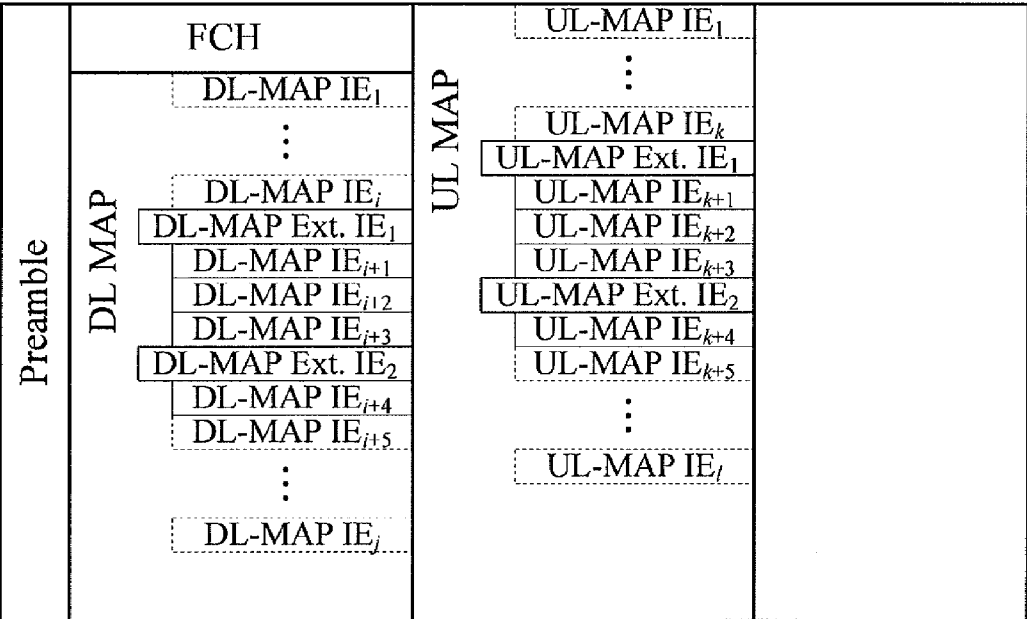 Preamble
FCH
DL MAP
DL-MAP IE₁
⋮
DL-MAP IEᵢ
DL-MAP Ext. IE₁
DL-MAP IEᵢ₊₁
DL-MAP IEᵢ₊₂
DL-MAP IEᵢ₊₃
DL-MAP Ext. IE₂
DL-MAP IEᵢ₊₄
DL-MAP IEᵢ₊₅
⋮
DL-MAP IEⱼ
UL MAP
UL-MAP IE₁
⋮
UL-MAP IEₖ
UL-MAP Ext. IE₁
UL-MAP IEₖ₊₁
UL-MAP IEₖ₊₂
UL-MAP IEₖ₊₃
UL-MAP Ext. IE₂
UL-MAP IEₖ₊₄
UL-MAP IEₖ₊₅
⋮
UL-MAP IEₗ